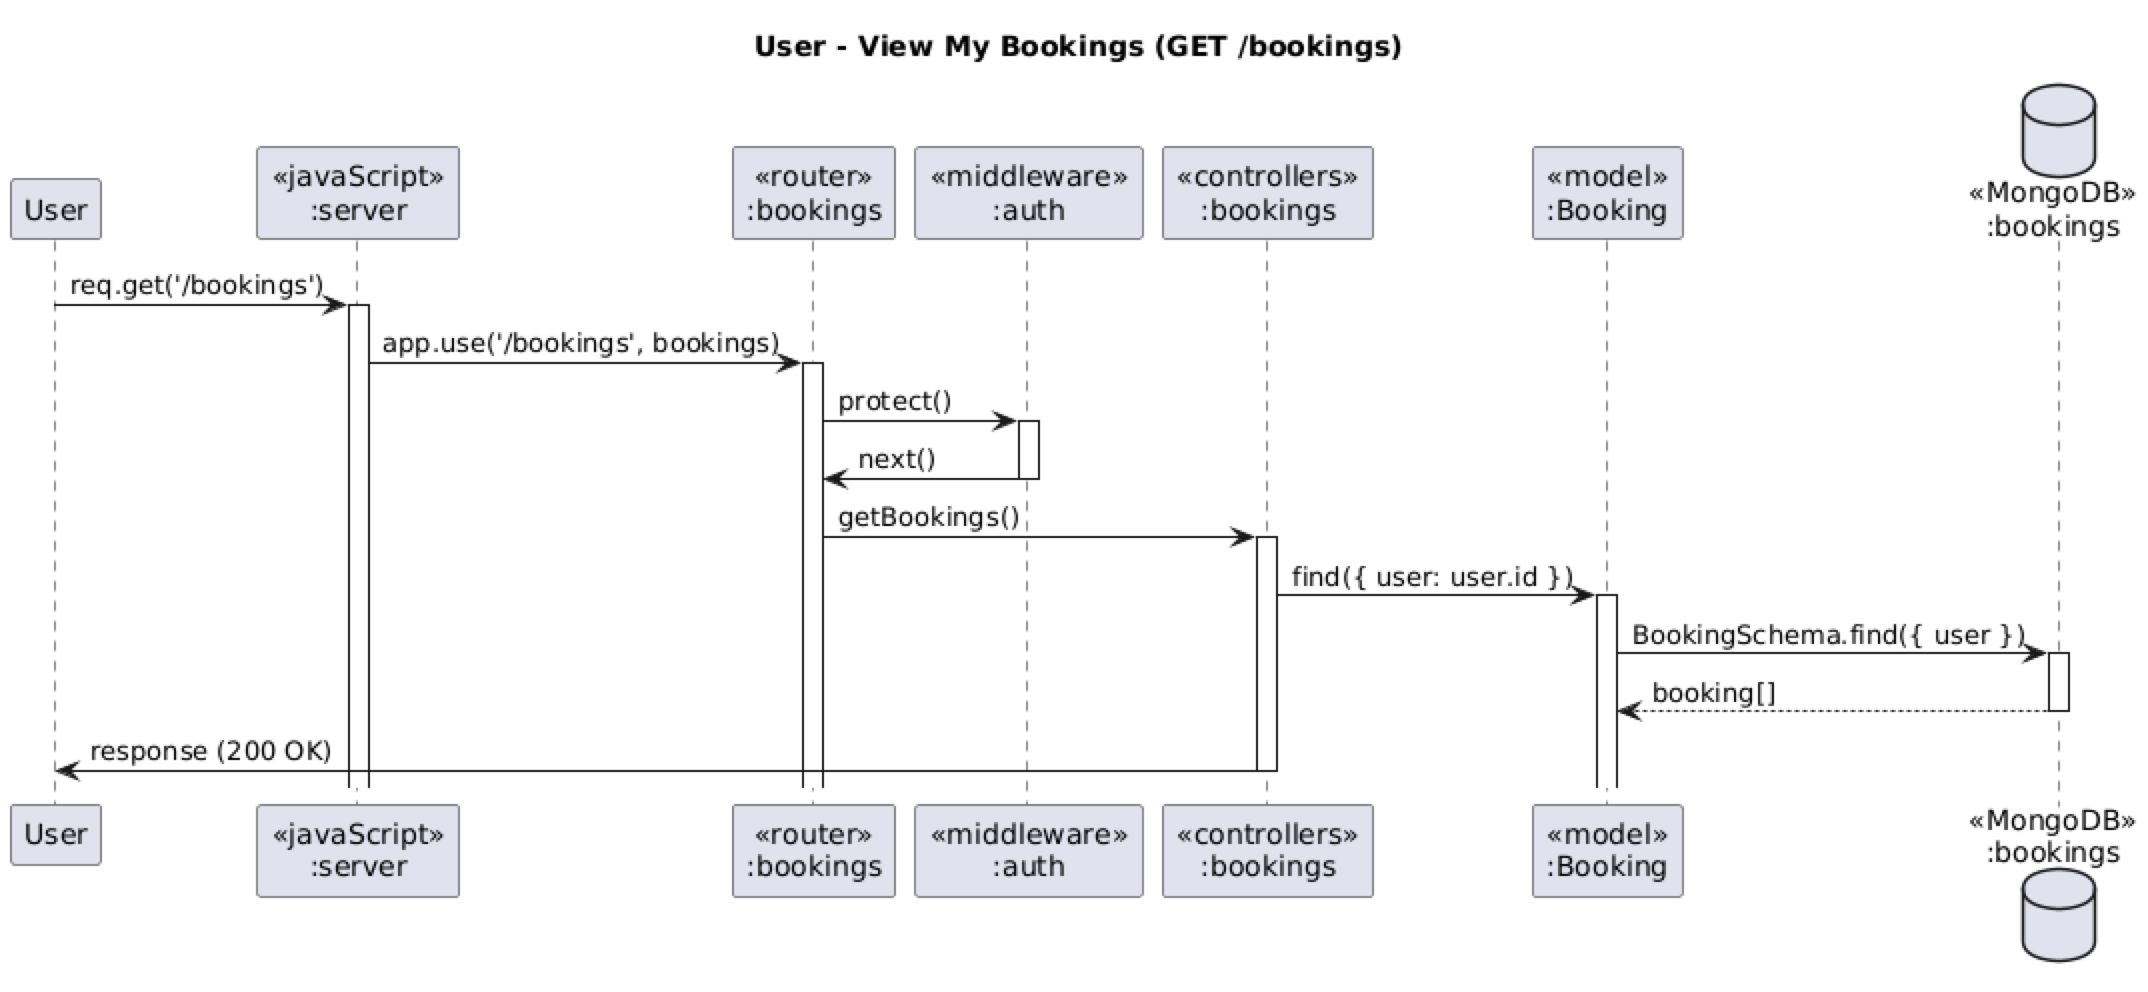 User - View My Bookings (GET /bookings)
User
«javaScript»
:server
«router»
:bookings
«middleware»
:auth
«controllers»
:bookings
«model»
:Booking
«MongoDB»
:bookings
req.get('/bookings')
app.use('/bookings', bookings)
protect()
next()
getBookings()
find({ user: user.id })
BookingSchema.find({ user })
booking[]
response (200 OK)
User
«javaScript»
:server
«router»
:bookings
«middleware»
:auth
«controllers»
:bookings
«model»
:Booking
«MongoDB»
:bookings